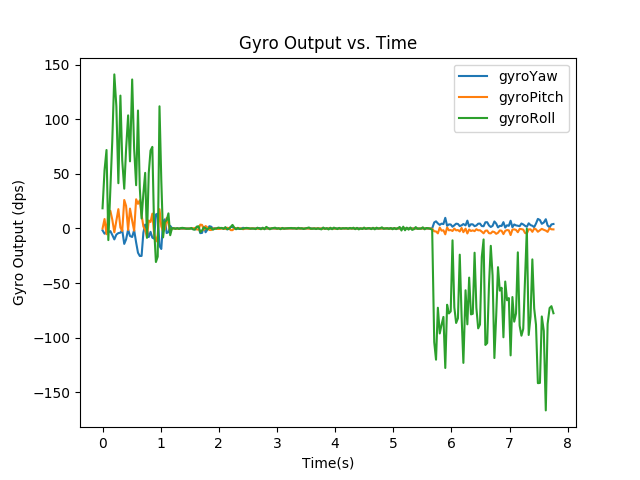 Gyro Output vs. Time
gyroYaw
gyroPitch
gyroRoll
Gyro Output (dps)
150
100
50
0
−50
−100
−150
0 1 2 3 4 5 6 7 8
Time(s)